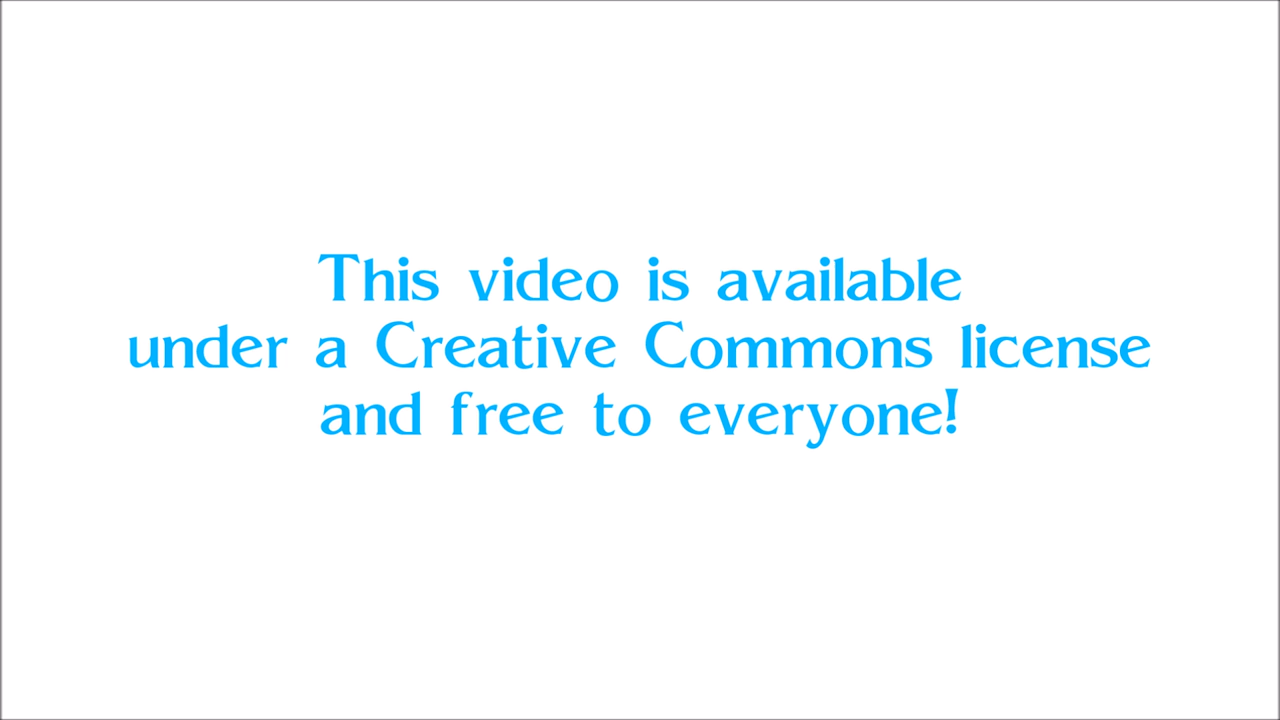 This video is available
under a Creative Commons license
and free to everyone!